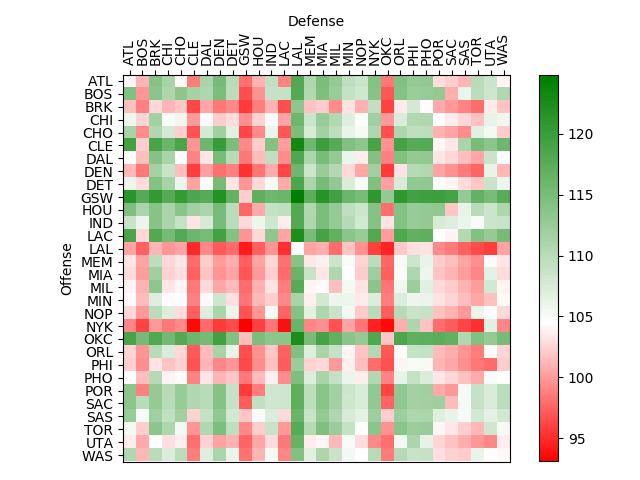 Defense
ATL BOS BRK CHI CHO CLE DAL DEN DET GSW HOU IND LAC LAL MEM MIA MIL MIN NOP NYK OKC ORL PHI PHO POR SAC SAS TOR UTA WAS
Offense
ATL
BOS
BRK
CHI
CHO
CLE
DAL
DEN
DET
GSW
HOU
IND
LAC
LAL
MEM
MIA
MIL
MIN
NOP
NYK
OKC
ORL
PHI
PHO
POR
SAC
SAS
TOR
UTA
WAS
120
115
110
105
100
95